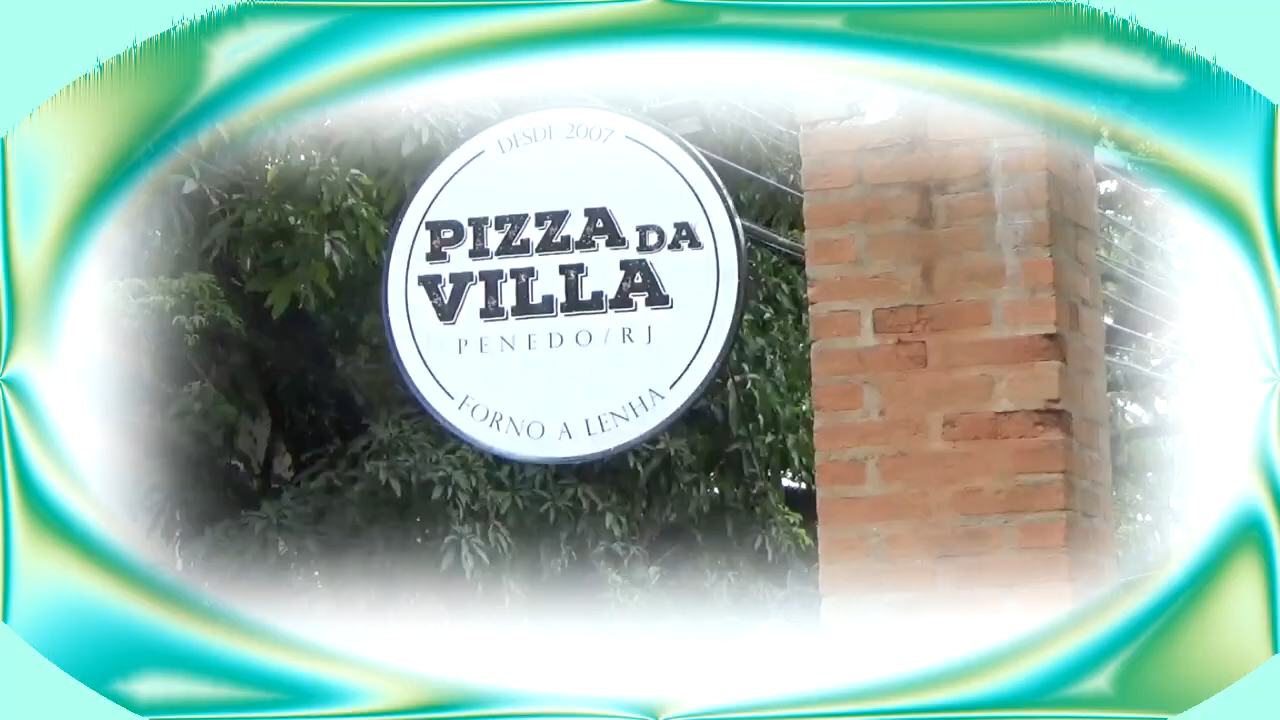 DESDE 2007
PIZZA DA
VILLA
PENEDO/RJ
FORNO A LENHA